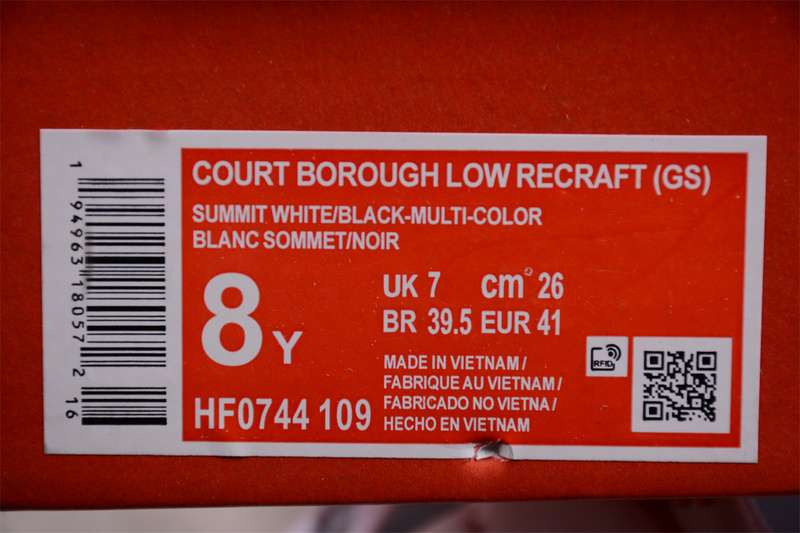 COURT BOROUGH LOW RECRAFT (GS)
SUMMIT WHITE/BLACK-MULTI-COLOR
BLANC SOMMET/NOIR
8 Y
UK 7 cm 26
BR 39.5 EUR 41
MADE IN VIETNAM /
FABRIQUE AU VIETNAM /
FABRICADO NO VIETNA /
HECHO EN VIETNAM
HF0744 109
RFID
1 94963 18057 2 16